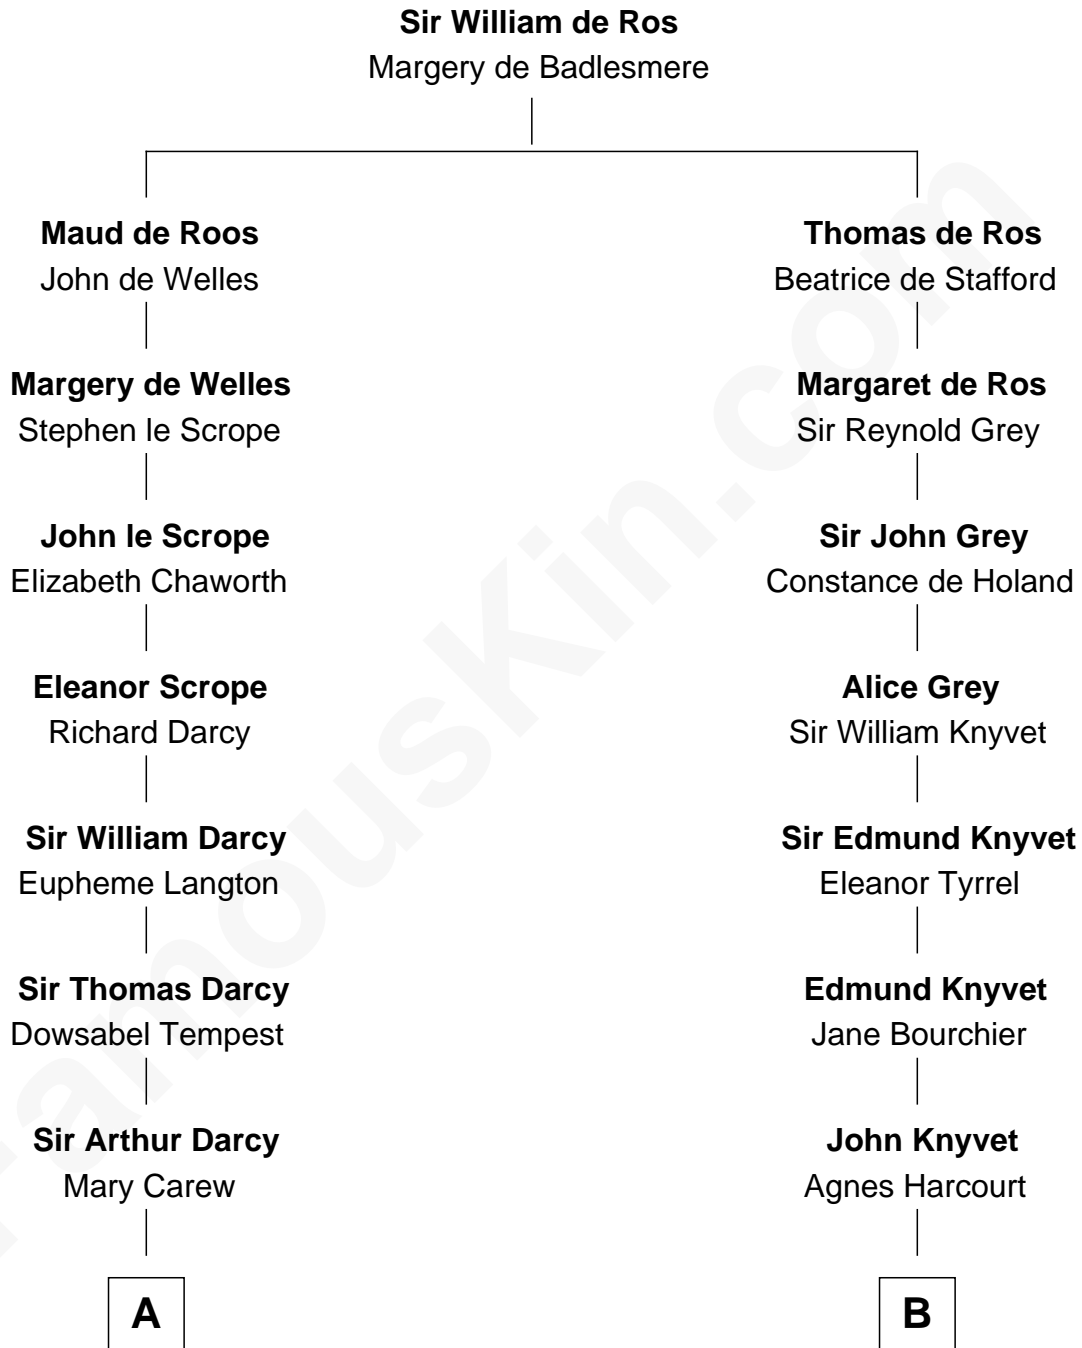 Sir William de Ros
Margery de Badlesmere
Maud de Roos
John de Welles
Thomas de Ros
Beatrice de Stafford
Margery de Welles
Stephen le Scrope
Margaret de Ros
Sir Reynold Grey
John le Scrope
Elizabeth Chaworth
Sir John Grey
Constance de Holand
Eleanor Scrope
Richard Darcy
Alice Grey
Sir William Knyvet
Sir William Darcy
Eupheme Langton
Sir Edmund Knyvet
Eleanor Tyrrel
Sir Thomas Darcy
Dowsabel Tempest
Edmund Knyvet
Jane Bourchier
Sir Arthur Darcy
Mary Carew
John Knyvet
Agnes Harcourt
A
B
FamousKin.com